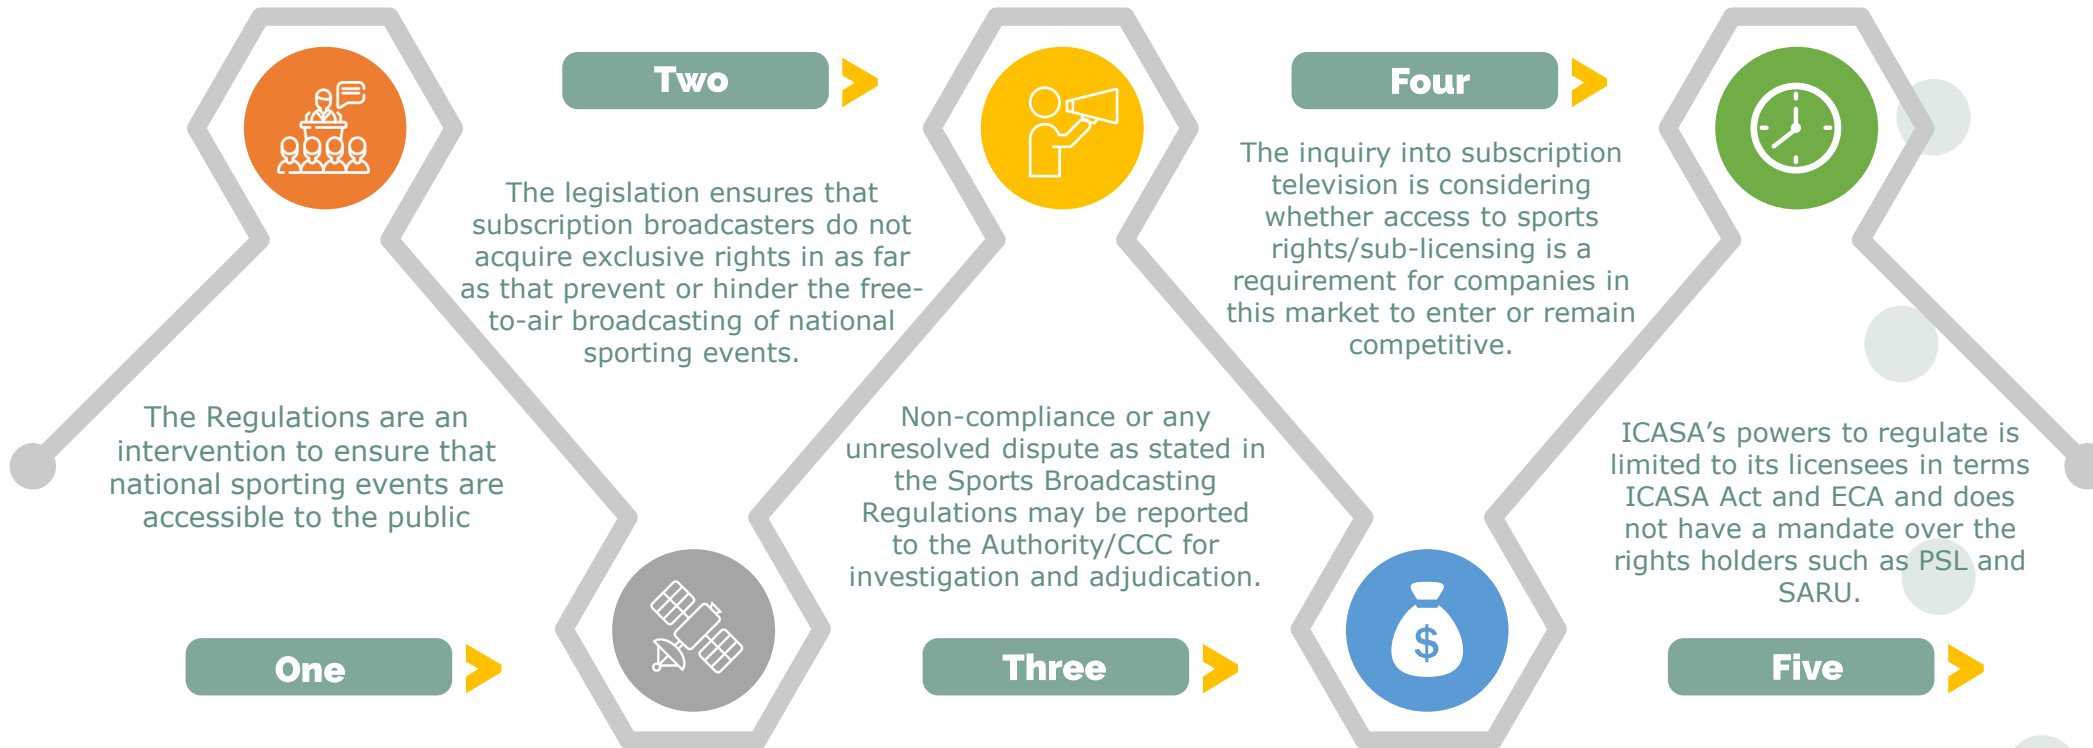 The Regulations are an
intervention to ensure that
national sporting events are
accessible to the public
One
Two
The legislation ensures that
subscription broadcasters do not
acquire exclusive rights in as far
as that prevent or hinder the free-
to-air broadcasting of national
sporting events.
Non-compliance or any
unresolved dispute as stated in
the Sports Broadcasting
Regulations may be reported
to the Authority/CCC for
investigation and adjudication.
Three
Four
The inquiry into subscription
television is considering
whether access to sports
rights/sub-licensing is a
requirement for companies in
this market to enter or remain
competitive.
$
ICASA’s powers to regulate is
limited to its licensees in terms
ICASA Act and ECA and does
not have a mandate over the
rights holders such as PSL and
SARU.
Five